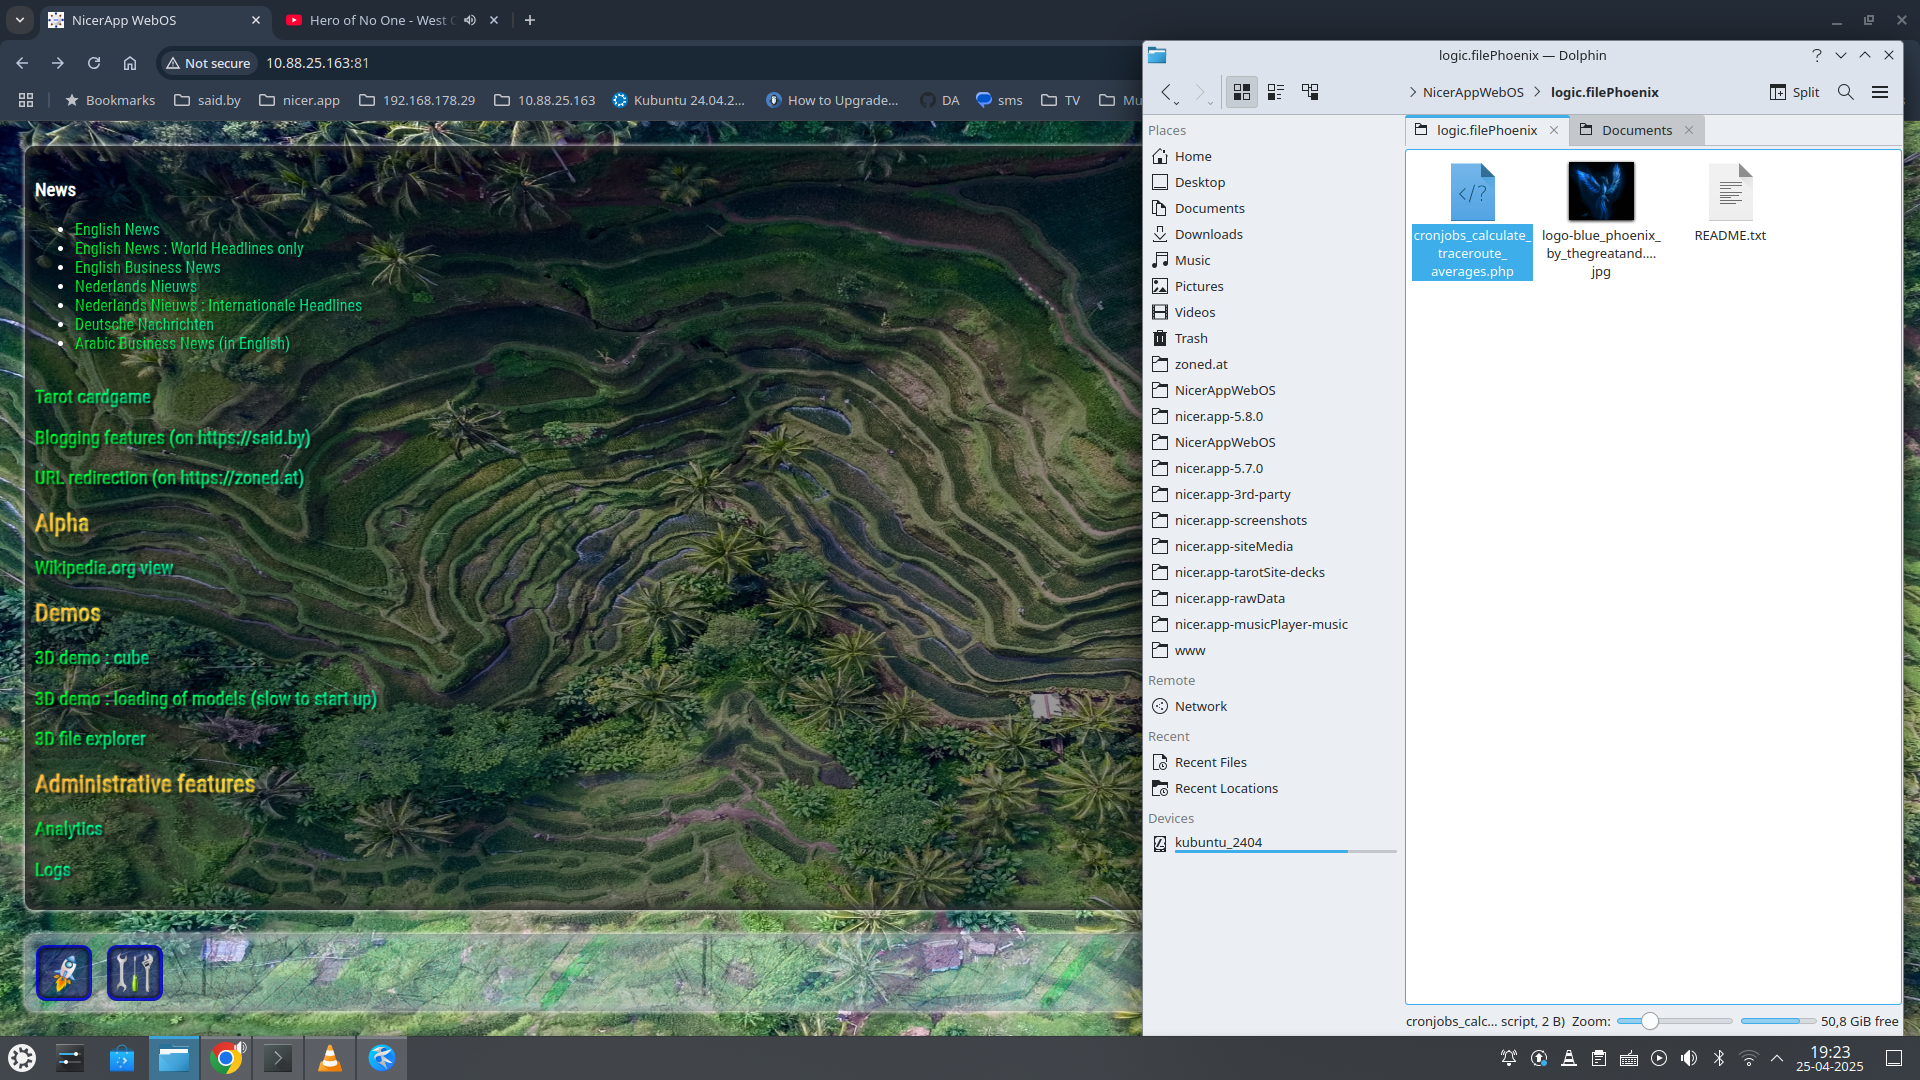 NicerApp WebOS
Hero of No One - West
Not secure
10.88.25.163:81
Bookmarks
said.by
nicer.app
192.168.178.29
10.88.25.163
Kubuntu 24.04.2...
How to Upgrade...
DA
sms
TV
Mu
News
English News
English News : World Headlines only
English Business News
Nederlands Nieuws
Nederlands Nieuws : Internationale Headlines
Deutsche Nachrichten
Arabic Business News (in English)
Tarot cardgame
Blogging features (on https://said.by)
URL redirection (on https://zoned.at)
Alpha
Wikipedia.org view
Demos
3D demo : cube
3D demo : loading of models (slow to start up)
3D file explorer
Administrative features
Analytics
Logs
logic.filePhoenix — Dolphin
NicerAppWebOS
logic.filePhoenix
Split
Places
Home
Desktop
Documents
Downloads
Music
Pictures
Videos
Trash
zoned.at
NicerAppWebOS
nicer.app-5.8.0
NicerAppWebOS
nicer.app-5.7.0
nicer.app-3rd-party
nicer.app-screenshots
nicer.app-siteMedia
nicer.app-tarotSite-decks
nicer.app-rawData
nicer.app-musicPlayer-music
www
Remote
Network
Recent
Recent Files
Recent Locations
Devices
kubuntu_2404
logic.filePhoenix
Documents
cronjobs_calculate_
traceroute_
averages.php
logo-blue_phoenix_
by_thegreatand....
jpg
README.txt
cronjobs_calc... script, 2 B)
Zoom:
50,8 GiB free
19:23
25-04-2025